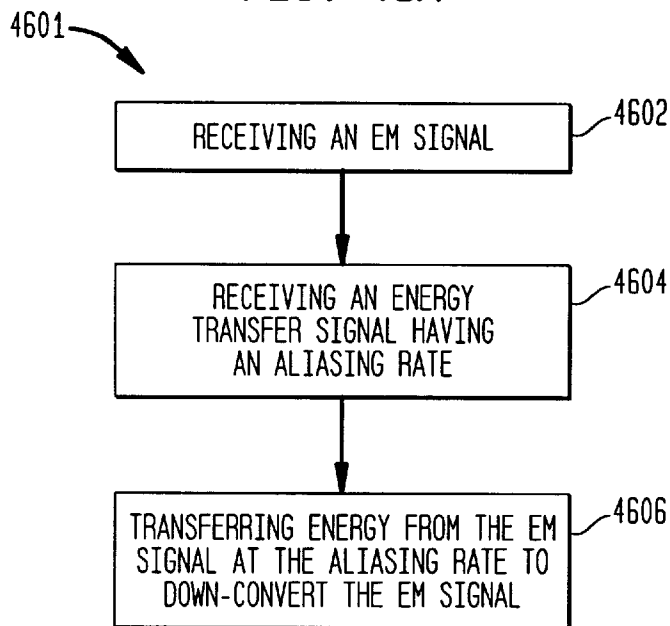 4601
RECEIVING AN EM SIGNAL
4602
RECEIVING AN ENERGY
TRANSFER SIGNAL HAVING
AN ALIASING RATE
4604
TRANSFERRING ENERGY FROM THE EM
SIGNAL AT THE ALIASING RATE TO
DOWN-CONVERT THE EM SIGNAL
4606